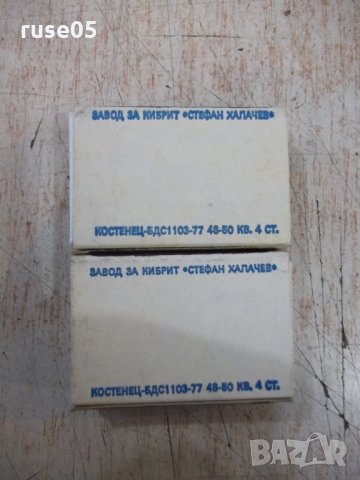 ruse05
ЗАВОД ЗА КИБРИТ •СТЕФАН ХАЛАЧЕВ•
КОСТЕНЕЦ-БДС1103-77 48-50 КВ. 4 СТ.
ЗАВОД ЗА КИБРИТ •СТЕФАН ХАЛАЧЕВ•
КОСТЕНЕЦ-БДС1103-77 48-50 КВ. 4 СТ.
BAZAR